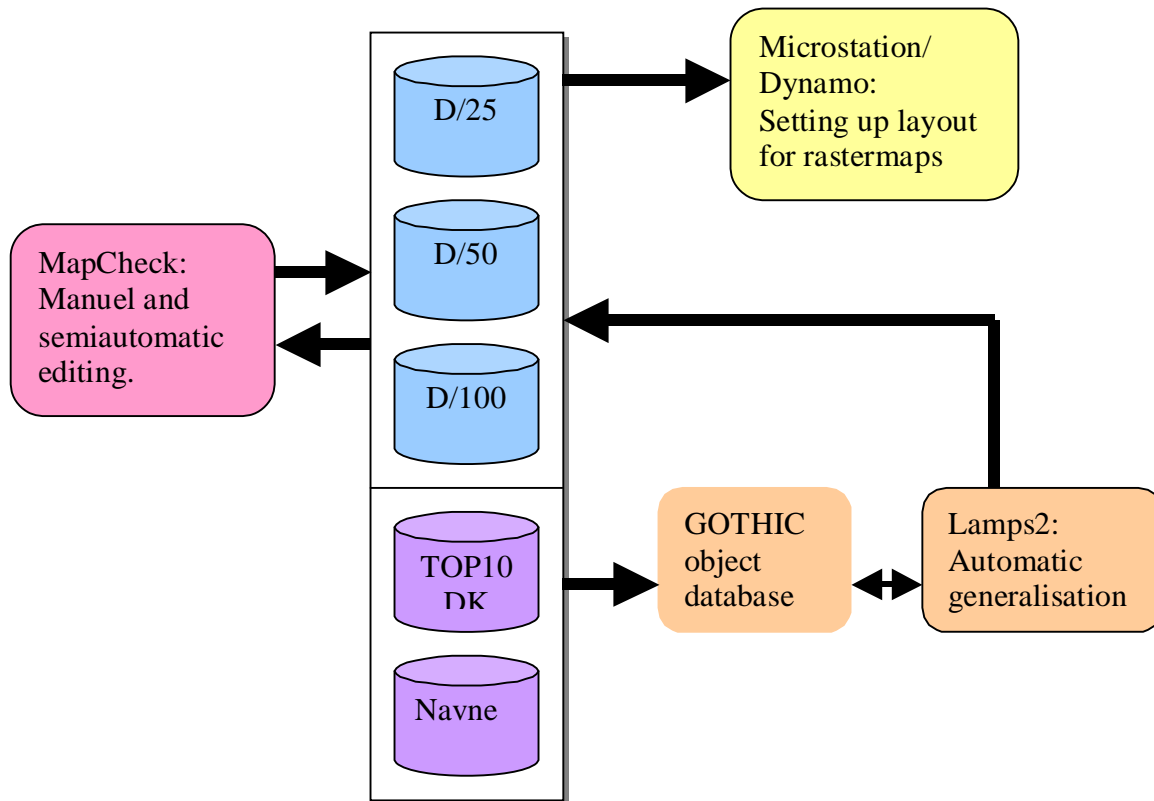 Microstation/
Dynamo:
Setting up layout
for rastermaps
D/25
D/50
D/100
MapCheck:
Manuel and
semiautomatic
editing.
TOP10
DK
Navne
GOTHIC
object
database
Lamps2:
Automatic
generalisation